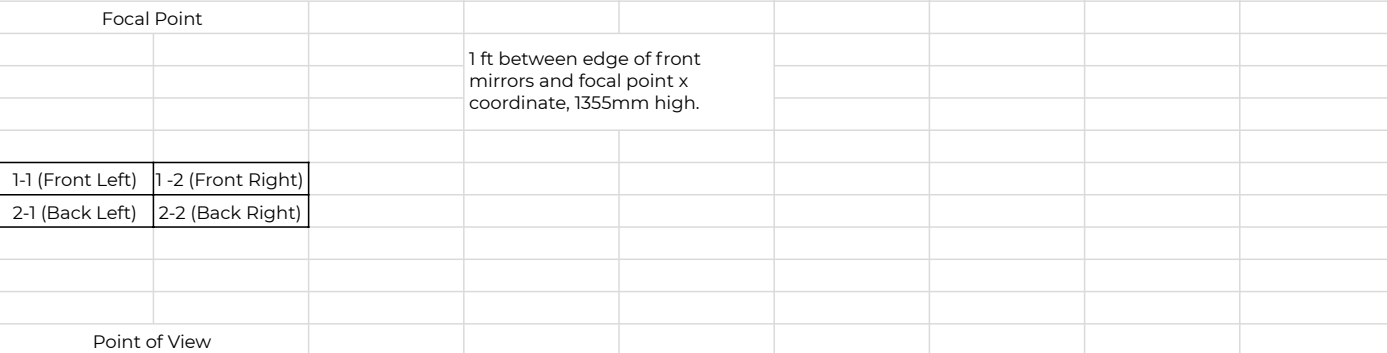 Focal Point
1 ft between edge of front
mirrors and focal point x
coordinate, 1355mm high.
1-1 (Front Left) 1 -2 (Front Right)
2-1 (Back Left) 2-2 (Back Right)
Point of View